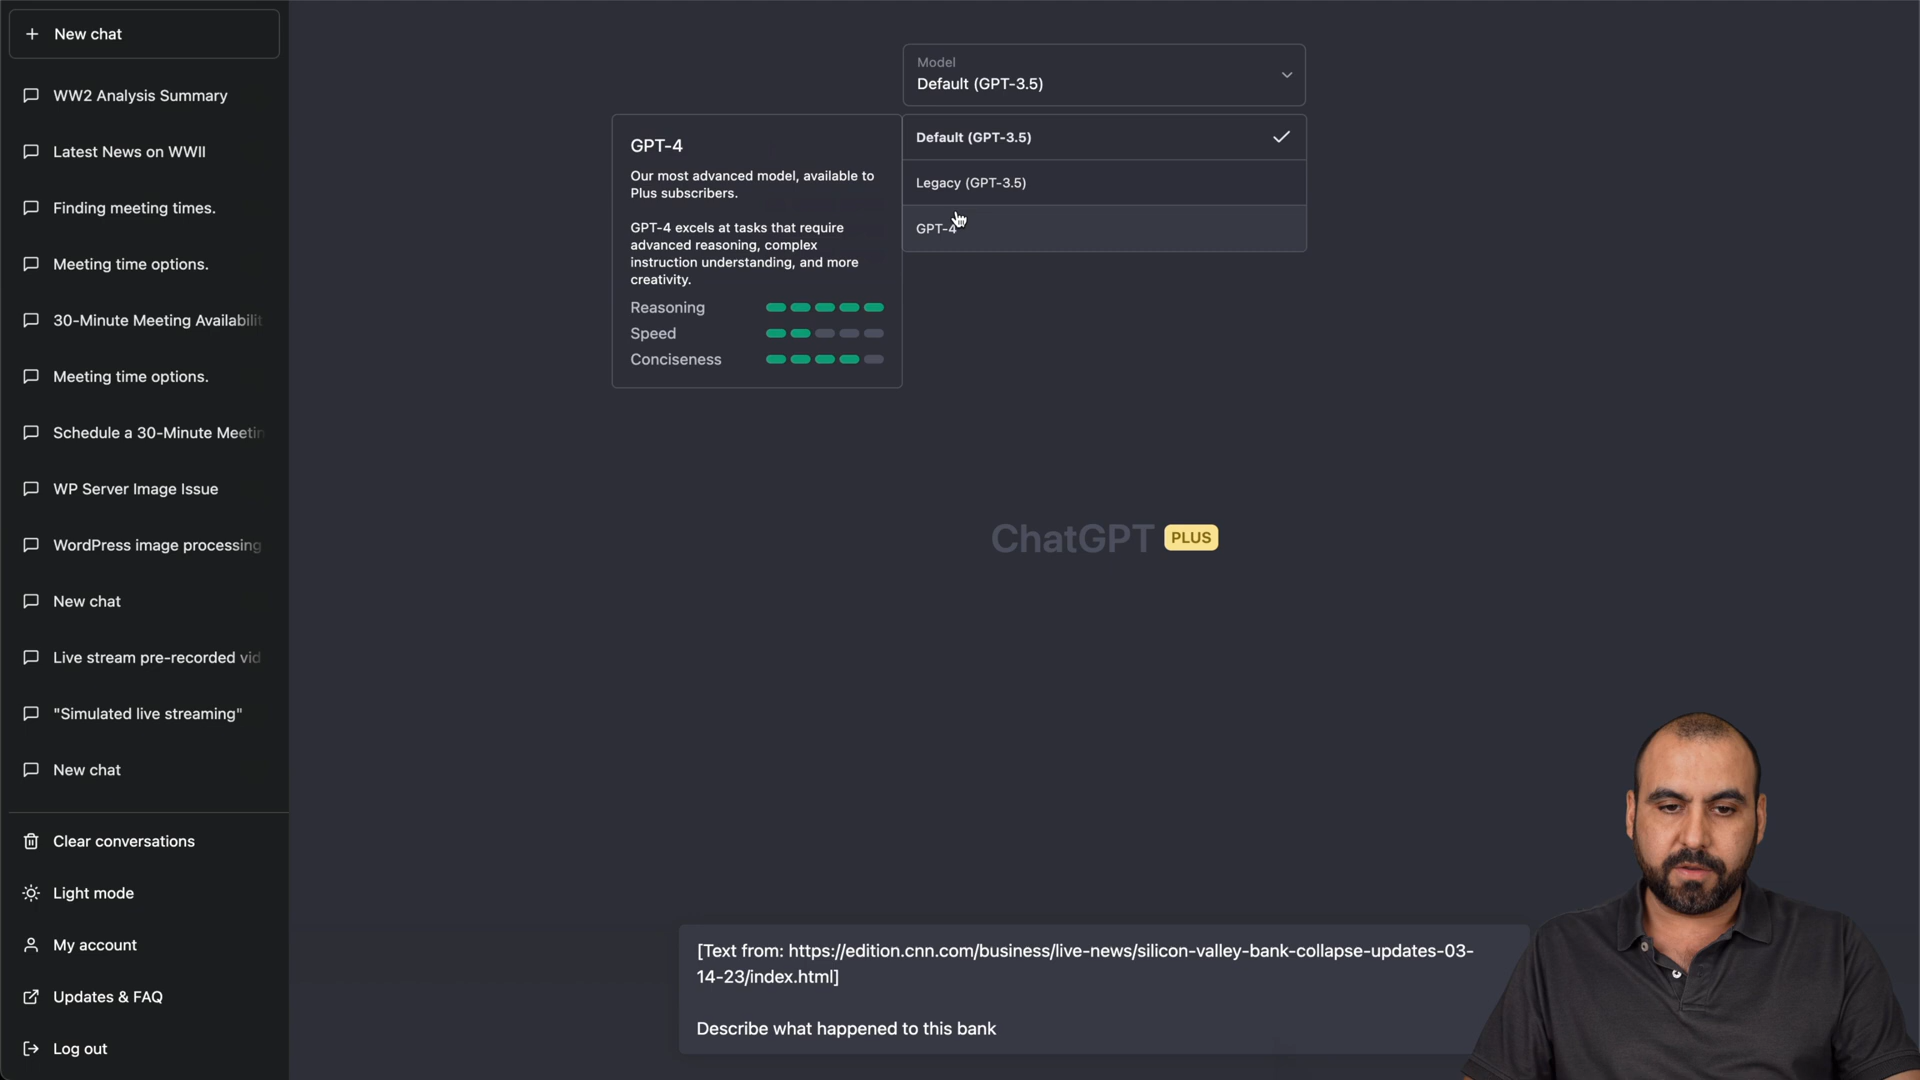 New chat
WW2 Analysis Summary
Latest News on WWII
Finding meeting times.
Meeting time options.
30-Minute Meeting Availabilit
Meeting time options.
Schedule a 30-Minute Meetin
WP Server Image Issue
WordPress image processing
New chat
Live stream pre-recorded vid
"Simulated live streaming"
New chat
Clear conversations
Light mode
My account
Updates & FAQ
Log out
Model
Default (GPT-3.5)
Default (GPT-3.5)
Legacy (GPT-3.5)
GPT-4
GPT-4
Our most advanced model, available to
Plus subscribers.
GPT-4 excels at tasks that require
advanced reasoning, complex
instruction understanding, and more
creativity.
Reasoning
Speed
Conciseness
ChatGPT PLUS
[Text from: https://edition.cnn.com/business/live-news/silicon-valley-bank-collapse-updates-03-
14-23/index.html]
Describe what happened to this bank